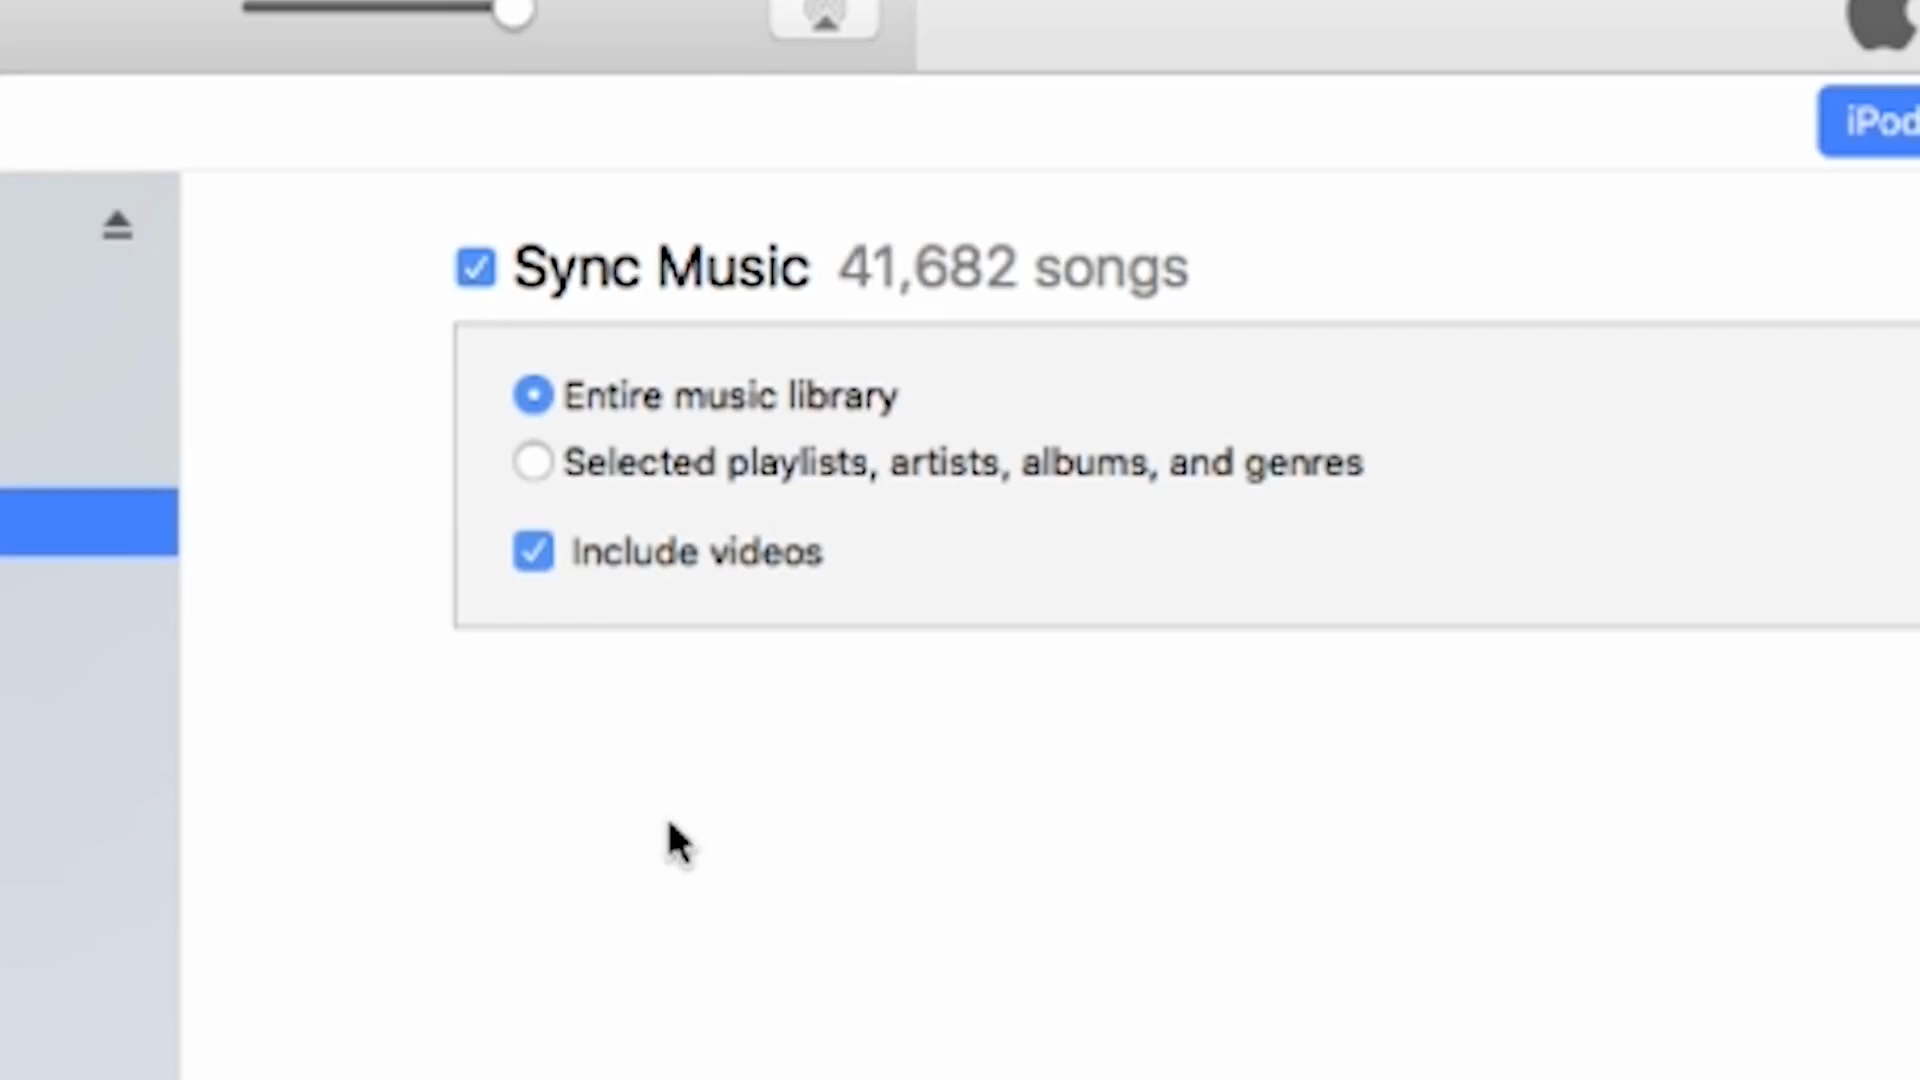 iPod
Sync Music 41,682 songs
Entire music library
Selected playlists, artists, albums, and genres
Include videos